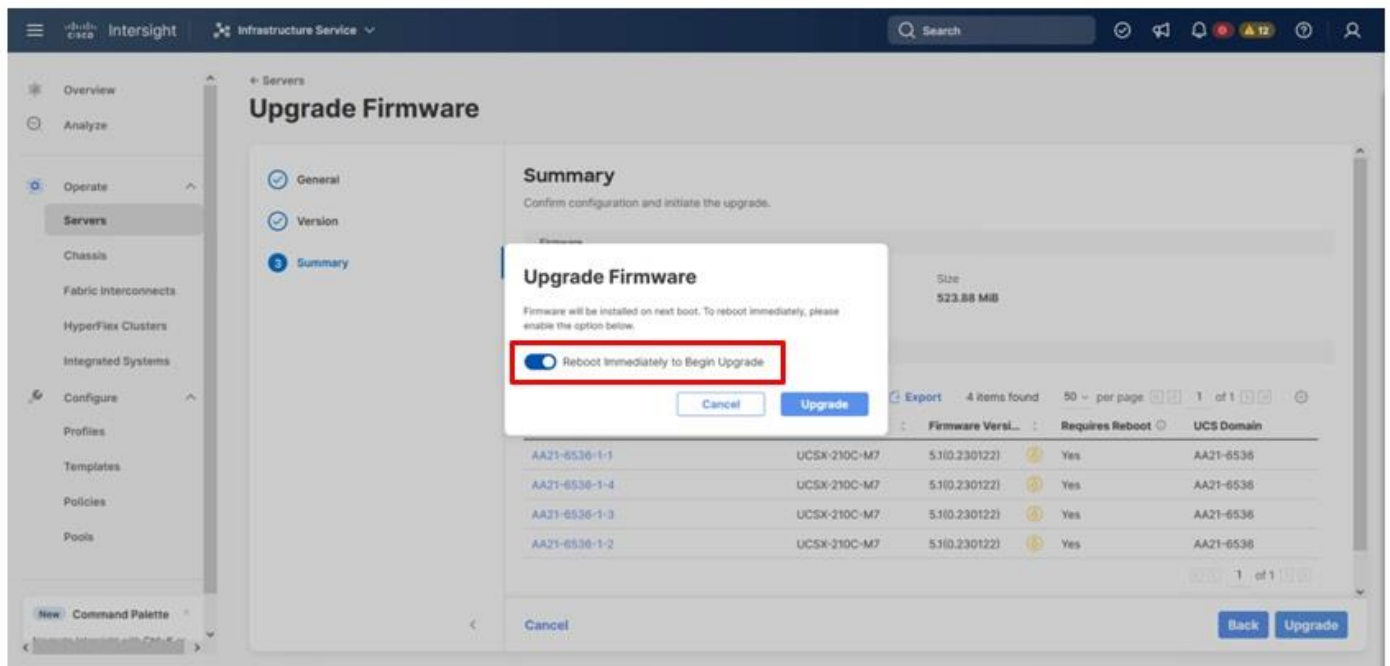 cisco Intersight
Infrastructure Service
Search
12
Overview
Analyze
Operate
Servers
Chassis
Fabric Interconnects
HyperFlex Clusters
Integrated Systems
Configure
Profiles
Templates
Policies
Pools
New Command Palette
← Servers
Upgrade Firmware
General
Version
3 Summary
Summary
Confirm configuration and initiate the upgrade.
Firmware
Size
523.88 MiB
Upgrade Firmware
Firmware will be installed on next boot. To reboot immediately, please
enable the option below.
Reboot Immediately to Begin Upgrade
Cancel Upgrade
Export 4 items found 50 per page 1 of 1
Firmware Versi... Requires Reboot UCS Domain
AA21-6536-1-1 UCSX-210C-M7 5.1(0.230122) Yes AA21-6536
AA21-6536-1-4 UCSX-210C-M7 5.1(0.230122) Yes AA21-6536
AA21-6536-1-3 UCSX-210C-M7 5.1(0.230122) Yes AA21-6536
AA21-6536-1-2 UCSX-210C-M7 5.1(0.230122) Yes AA21-6536
1 of 1
Cancel Back Upgrade